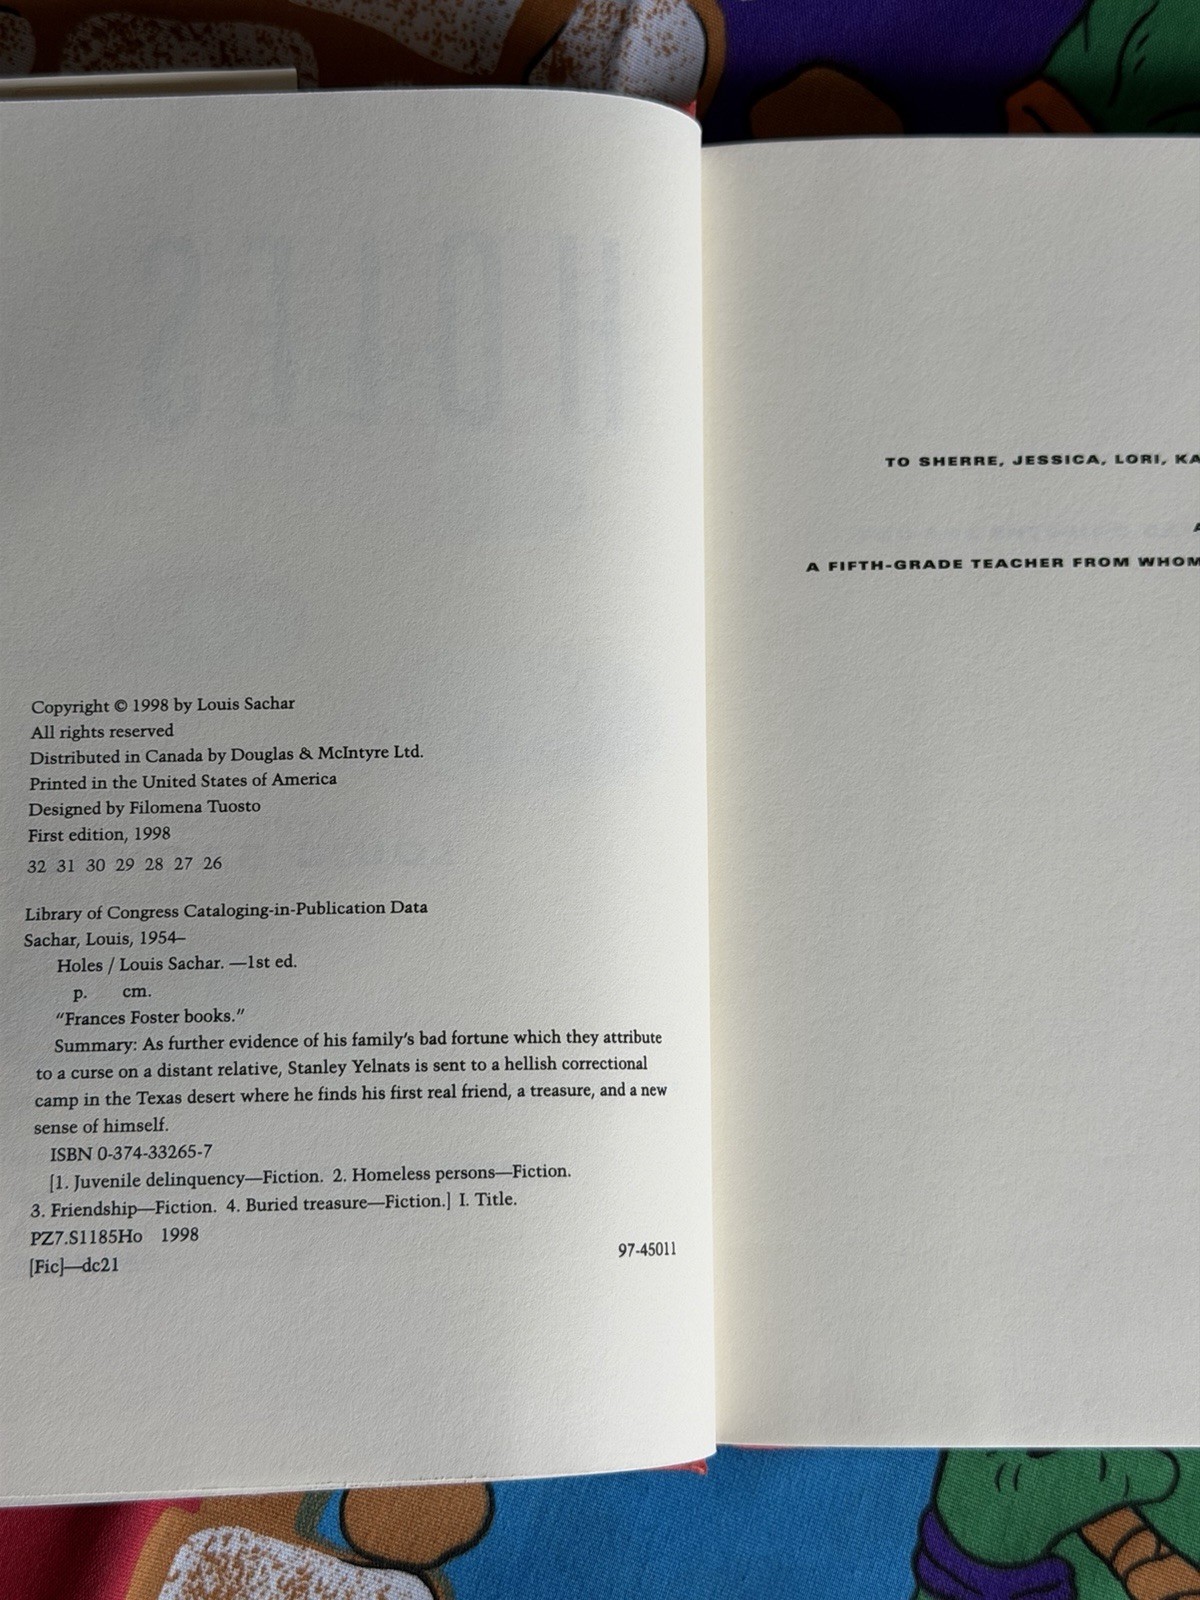 HOLES
Copyright © 1998 by Louis Sachar
All rights reserved
Distributed in Canada by Douglas & McIntyre Ltd.
Printed in the United States of America
Designed by Filomena Tuosto
First edition, 1998
32 31 30 29 28 27 26
Library of Congress Cataloging-in-Publication Data
Sachar, Louis, 1954–
Holes / Louis Sachar. —1st ed.
p. cm.
“Frances Foster books.”
Summary: As further evidence of his family’s bad fortune which they attribute
to a curse on a distant relative, Stanley Yelnats is sent to a hellish correctional
camp in the Texas desert where he finds his first real friend, a treasure, and a new
sense of himself.
ISBN 0-374-33265-7
[1. Juvenile delinquency—Fiction. 2. Homeless persons—Fiction.
3. Friendship—Fiction. 4. Buried treasure—Fiction.] I. Title.
PZ7.S1185Ho 1998
[Fic]—dc21
97-45011
TO SHERRE, JESSICA, LORI, KA
A FIFTH-GRADE TEACHER FROM WHOM